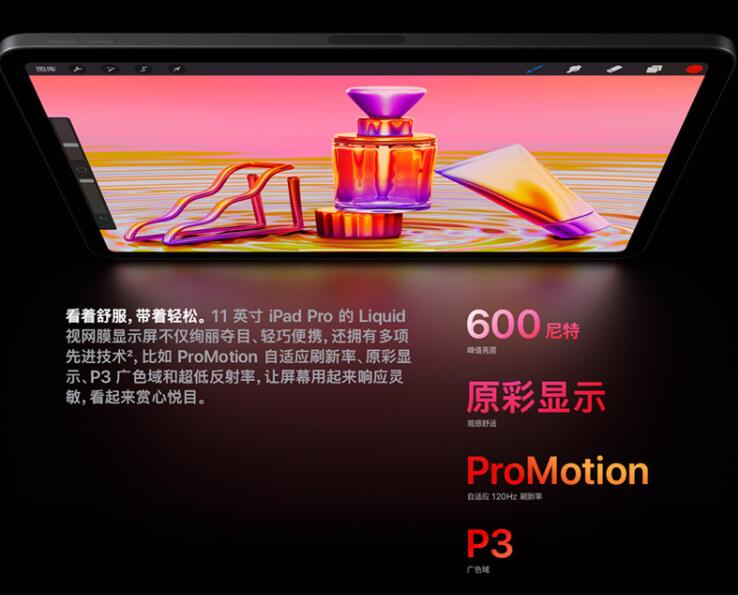 图库
看着舒服，带着轻松。11 英寸 iPad Pro 的 Liquid
视网膜显示屏不仅绚丽夺目、轻巧便携，还拥有多项
先进技术²，比如 ProMotion 自适应刷新率、原彩显
示、P3 广色域和超低反射率，让屏幕用起来响应灵
敏，看起来赏心悦目。
600 尼特
峰值亮度
原彩显示
观感舒适
ProMotion
自适应 120Hz 刷新率
P3
广色域